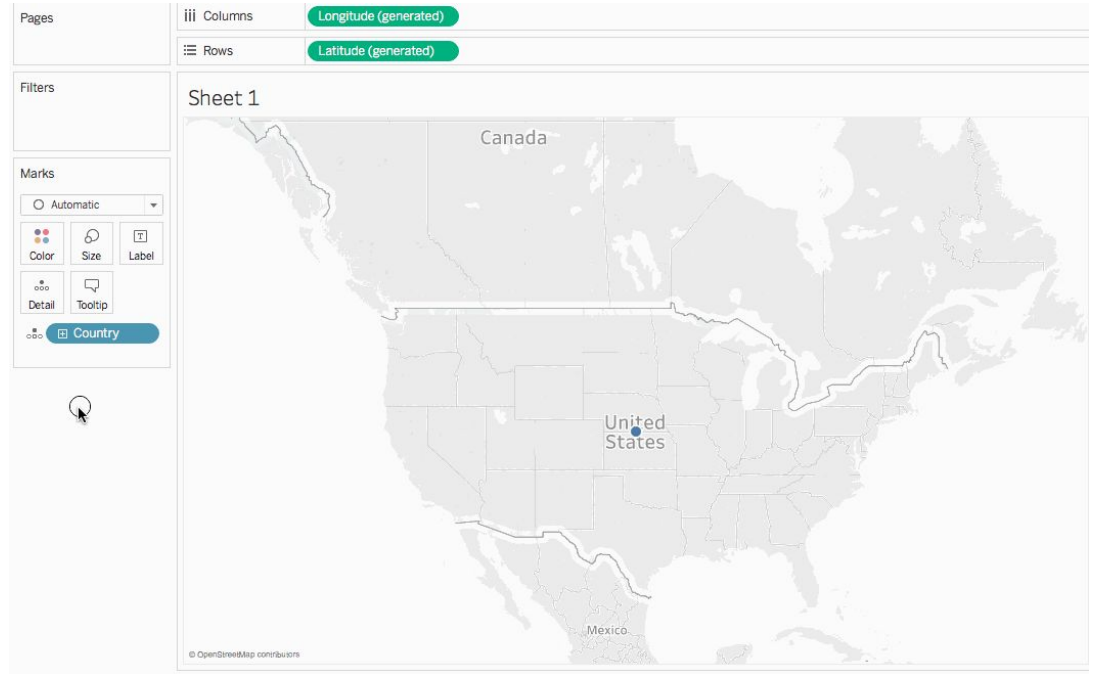 Pages
Columns
Longitude (generated)
Rows
Latitude (generated)
Filters
Sheet 1
Marks
Automatic
Color
Size
T
Label
Detail
Tooltip
Country
Canada
United
States
Mexico
© OpenStreetMap contributors